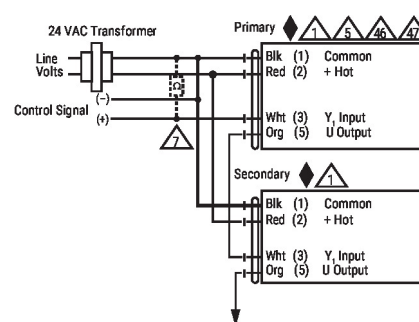 24 VAC Transformer
Primary 1 5 46 47
Line
Volts
Blk (1) Common
Red (2) + Hot
Ω
(–)
Control Signal (+)
Wht (3) Y1 Input
Org (5) U Output
7
Secondary 1
Blk (1) Common
Red (2) + Hot
Wht (3) Y1 Input
Org (5) U Output